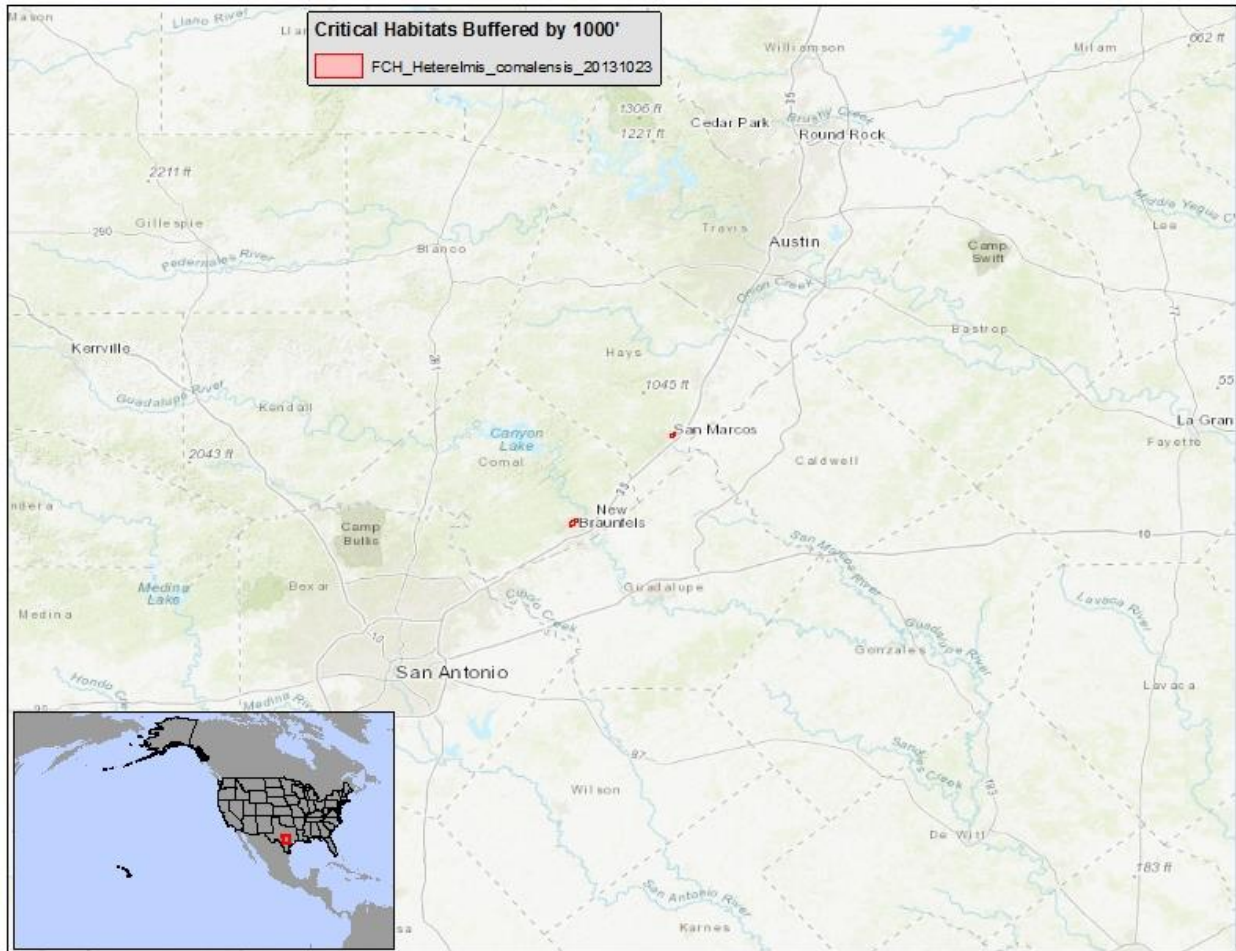 Critical Habitats Buffered by 1000'
FCH_Heterelmis_comalensis_20131023
Mason
Llano River
Williamson
662 ft
Milam
35
1306 ft
Cedar Park
Brushy Creek
1221 ft
Round Rock
2211 ft
Gillespie
290
Travis
Middle Yegua
Lee
Pedernales River
Blanco
Austin
Camp
Swift
Onion Creek
77
Bastrop
Kerrville
281
Hays
1045 ft
55
Guadalupe River
Kendall
La Gran
San Marcos
Fayette
Canyon
Lake
2043 ft
Comal
Caldwell
35
New
Braunfels
Camp
Bullis
San Marcos River
10
Medina
Lake
Bexar
Guadalupe
Cibolo Creek
Lavaca River
Medina
10
Guadalupe River
Gonzales
San Antonio
Hondo
Lavaca
90
Medina
97
Sandies
Creek
183
Wilson
De Witt
183 ft
San Antonio
River
Karnes